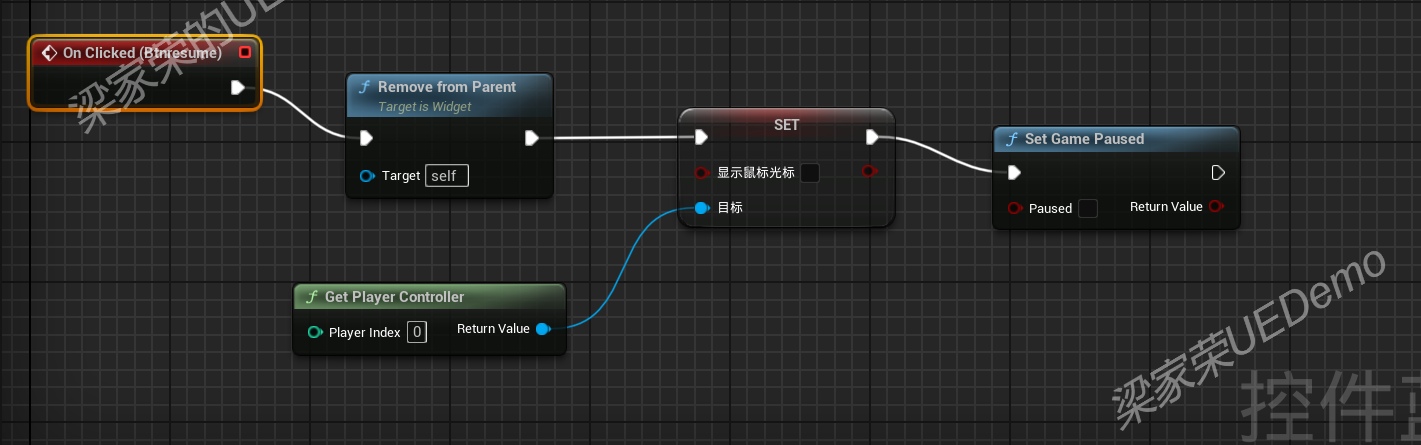 梁家荣的UE
On Clicked (Btnresume)
Remove from Parent
Target is Widget
Target self
SET
显示鼠标光标
目标
Set Game Paused
Paused Return Value
Get Player Controller
Player Index 0 Return Value
梁家荣UEDemo
控件蓝